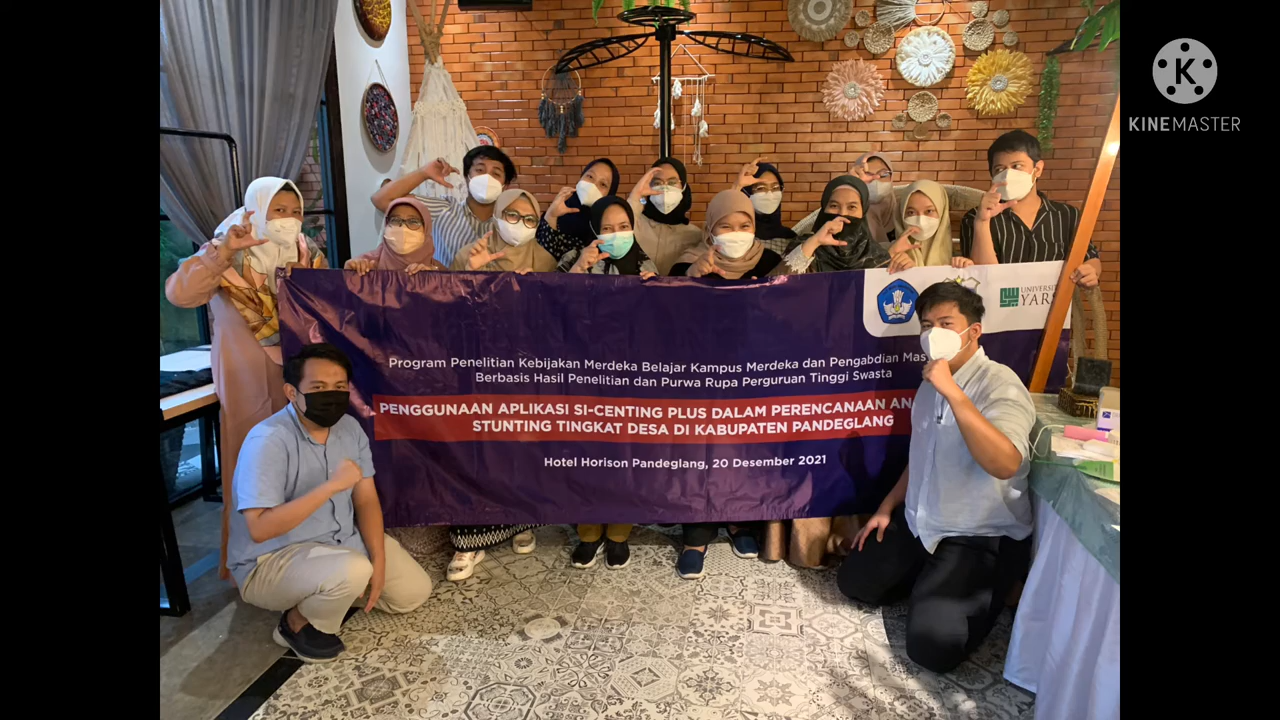 K
KINEMASTER
UNIVERSIT
YARS
Program Penelitian Kebijakan Merdeka Belajar Kampus Merdeka dan Pengabdian Mas
Berbasis Hasil Penelitian dan Purwa Rupa Perguruan Tinggi Swasta
PENGGUNAAN APLIKASI SI-CENTING PLUS DALAM PERENCANAAN AN
STUNTING TINGKAT DESA DI KABUPATEN PANDEGLANG
Hotel Horison Pandeglang, 20 Desember 2021